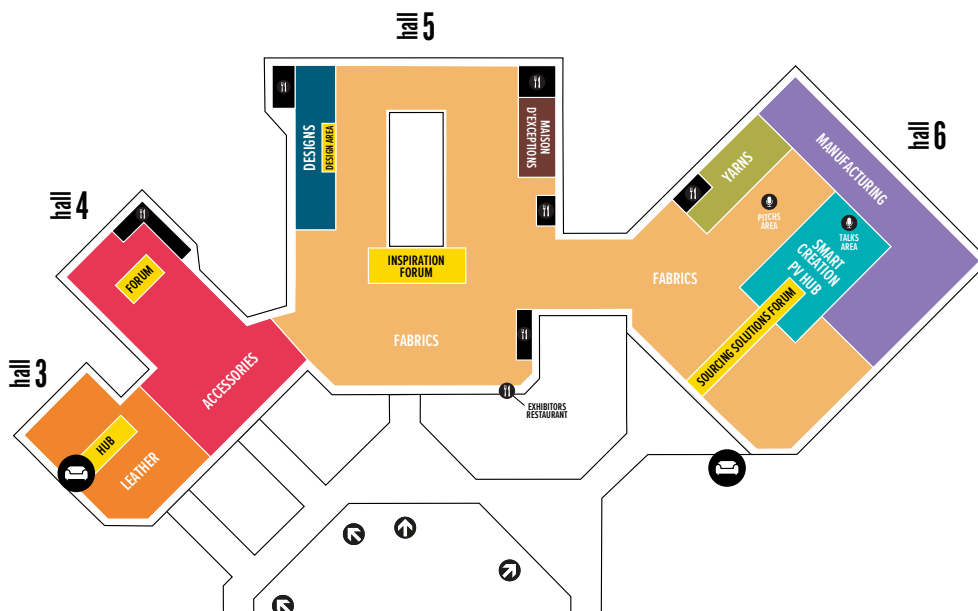 hall 5
hall 6
hall 4
hall 3
DESIGNS
DESIGN AREA
MAISON
D'EXCEPTIONS
INSPIRATION
FORUM
FABRICS
YARNS
MANUFACTURING
PITCHS
AREA
TALKS
AREA
SMART
CREATION
PV HUB
FABRICS
SOURCING SOLUTIONS FORUM
FORUM
ACCESSORIES
HUB
LEATHER
EXHIBITORS
RESTAURANT